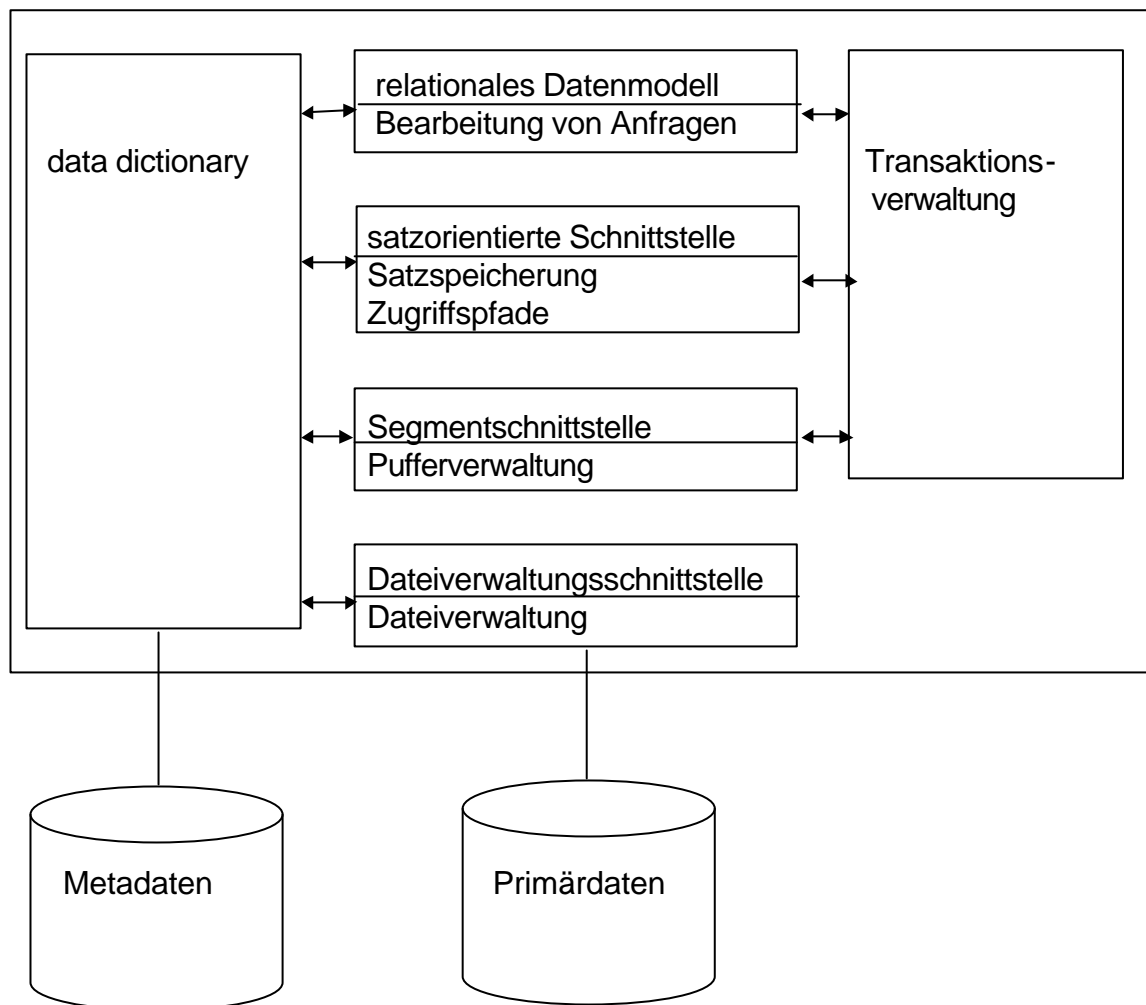 relationales Datenmodell
Bearbeitung von Anfragen
data dictionary
Transaktions-
verwaltung
satzorientierte Schnittstelle
Satzspeicherung
Zugriffspfade
Segmentschnittstelle
Pufferverwaltung
Dateiverwaltungsschnittstelle
Dateiverwaltung
Metadaten
Primärdaten